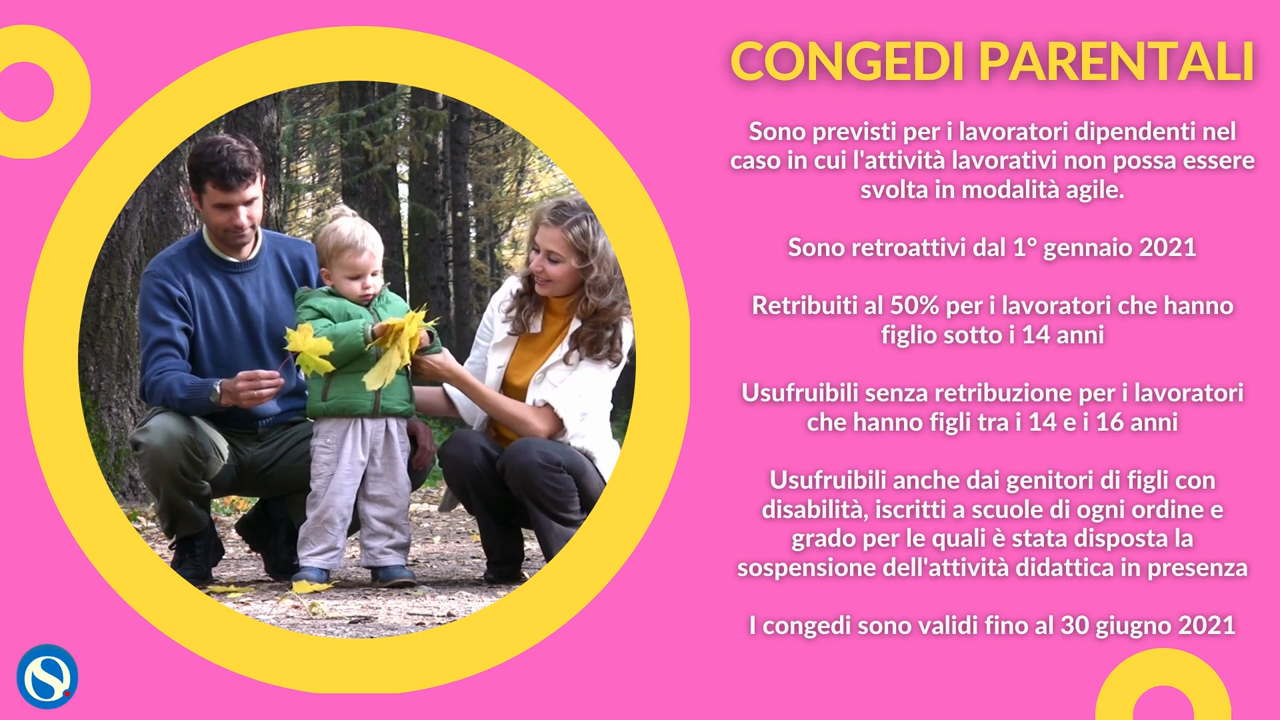 CONGEDI PARENTALI
Sono previsti per i lavoratori dipendenti nel
caso in cui l'attività lavorativi non possa essere
svolta in modalità agile.
Sono retroattivi dal 1° gennaio 2021
Retribuiti al 50% per i lavoratori che hanno
figlio sotto i 14 anni
Usufruibili senza retribuzione per i lavoratori
che hanno figli tra i 14 e i 16 anni
Usufruibili anche dai genitori di figli con
disabilità, iscritti a scuole di ogni ordine e
grado per le quali è stata disposta la
sospensione dell'attività didattica in presenza
I congedi sono validi fino al 30 giugno 2021
S.